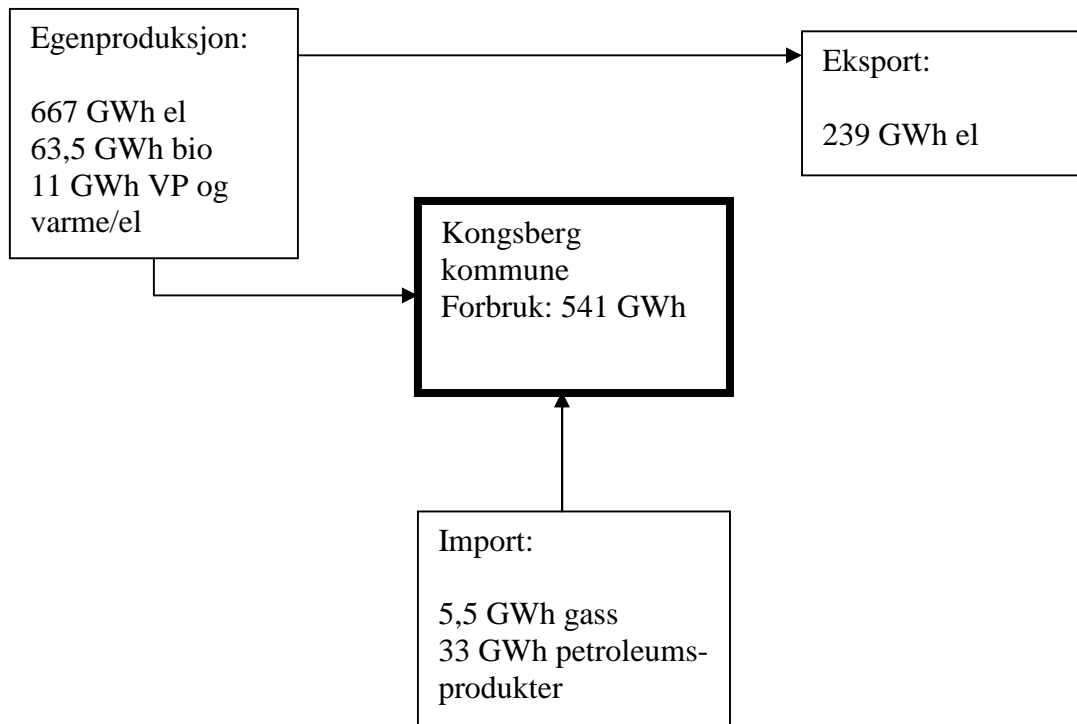 Egenproduksjon:
667 GWh el
63,5 GWh bio
11 GWh VP og
varme/el
Eksport:
239 GWh el
Kongsberg
kommune
Forbruk: 541 GWh
Import:
5,5 GWh gass
33 GWh petroleums-
produkter